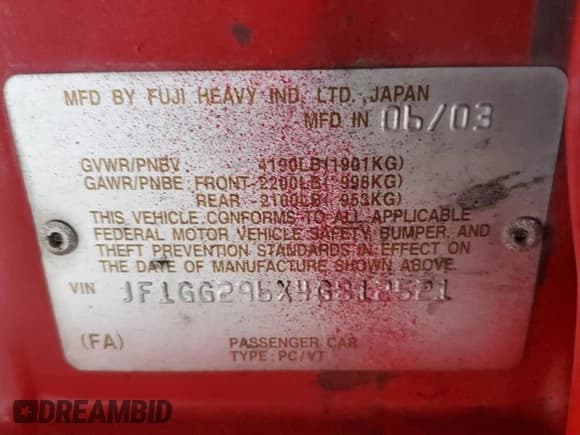 MFD BY FUJI HEAVY IND. LTD. JAPAN
MFD IN 06/03
GVWR/PNBV 4190LB(1901KG)
GAWR/PNBE FRONT 2200LB( 998KG)
REAR 2100LB( 953KG)
THIS VEHICLE CONFORMS TO ALL APPLICABLE
FEDERAL MOTOR VEHICLE SAFETY BUMPER, AND
THEFT PREVENTION STANDARDS IN EFFECT ON
THE DATE OF MANUFACTURE SHOWN ABOVE.
VIN JF1GG296X4G812521
(FA) PASSENGER CAR
TYPE: PC/VT
DREAMBID